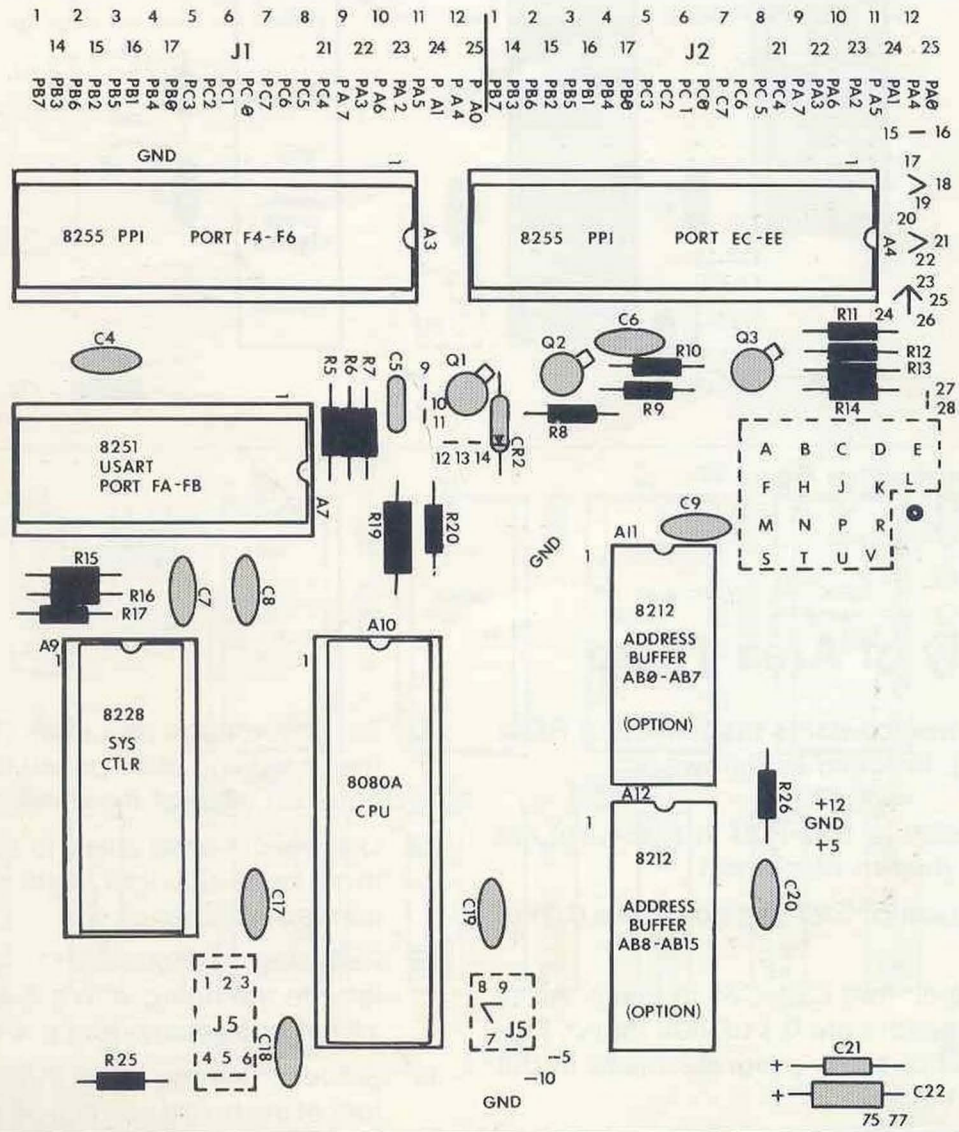 1 2 3 4 5 6 7 8 9 10 11 12 1 2 3 4 5 6 7 8 9 10 11 12
14 15 16 17 J1 21 22 23 24 25 14 15 16 17 J2 21 22 23 24 25
PB7 PB3 PB6 PB2 PB5 PB1 PB4 PB0 PC3 PC2 PC1 PC0 PC7 PC6 PC5 PC4 PA7 PA3 PA6 PA2 PA5 PA1 PA4 PA0 PB7 PB3 PB6 PB2 PB5 PB1 PB4 PB0 PC3 PC2 PC1 PC0 PC7 PC6 PC5 PC4 PA7 PA3 PA6 PA2 PA5 PA1 PA4 PA0
15 16
GND
1
1
17
18
19
8255 PPI PORT F4-F6
A3
8255 PPI PORT EC-EE
A4
20
21
22
23
24 25
26
C4
R5 R6 R7 C5
9
10
11
12 13 14
Q1
CR2
Q2
C6
R10
R9
R8
Q3
R11
R12
R13
R14
27
28
1
8251
USART
PORT FA-FB
A7
R19
R20
A B C D E
F H J K L
M N P R
S T U V
C9
GND
R15
R16
R17
C7
C8
A11
1
8212
ADDRESS
BUFFER
AB0-AB7
(OPTION)
A9
1
8228
SYS
CTLR
A10
1
8080A
CPU
R26
+12
GND
+5
A12
1
8212
ADDRESS
BUFFER
AB8-AB15
(OPTION)
C17
C19
C20
1 2 3
J5
4 5 6
C18
R25
8 9
7 J5
-5
-10
GND
+ C21
+ C22
75 77